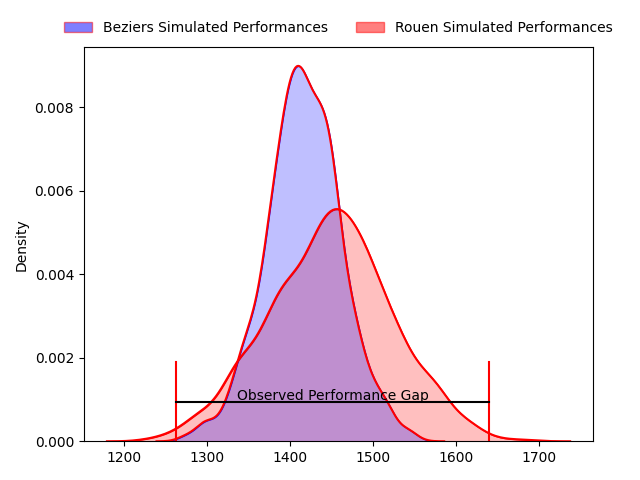 Beziers Simulated Performances
Rouen Simulated Performances
Density
0.008
0.006
0.004
0.002
0.000
Observed Performance Gap
1200
1300
1400
1500
1600
1700